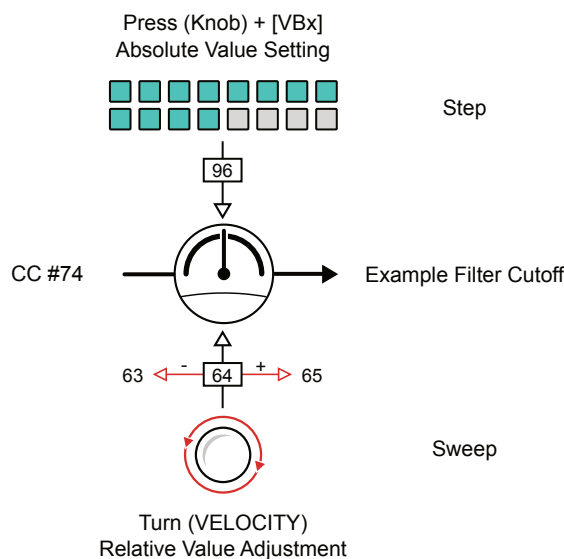 Press (Knob) + [VBx]
Absolute Value Setting
Step
96
CC #74
Example Filter Cutoff
63
-
64
+
65
Sweep
Turn (VELOCITY)
Relative Value Adjustment